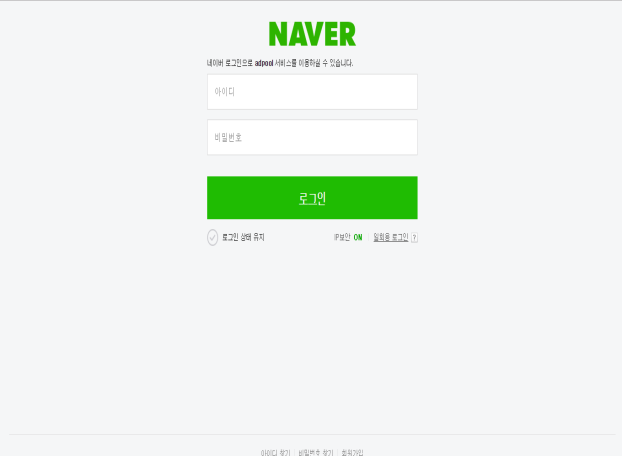 NAVER
네이버 로그인으로 adpool 서비스를 이용하실 수 있습니다.
아이디
비밀번호
로그인
로그인 상태 유지 IP보안 ON 일회용 로그인 ?
아이디 찾기 비밀번호 찾기 회원가입